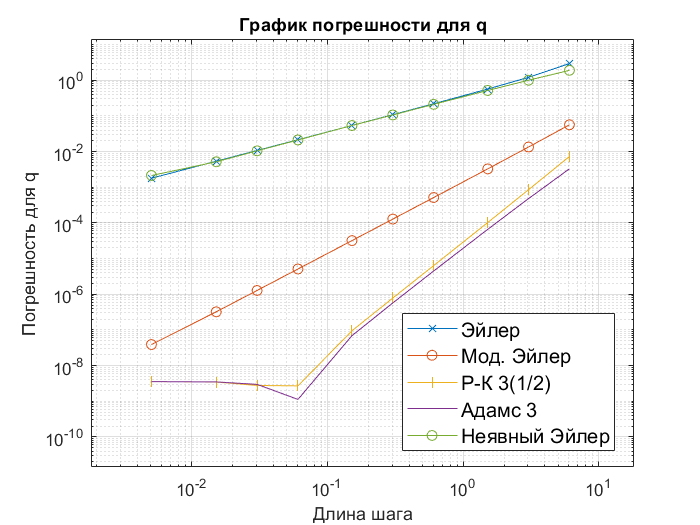 График погрешности для q
Погрешность для q
10^0
10^-2
10^-4
10^-6
10^-8
10^-10
Эйлер
Мод. Эйлер
Р-К 3(1/2)
Адамс 3
Неявный Эйлер
10^-2
10^-1
10^0
10^1
Длина шага